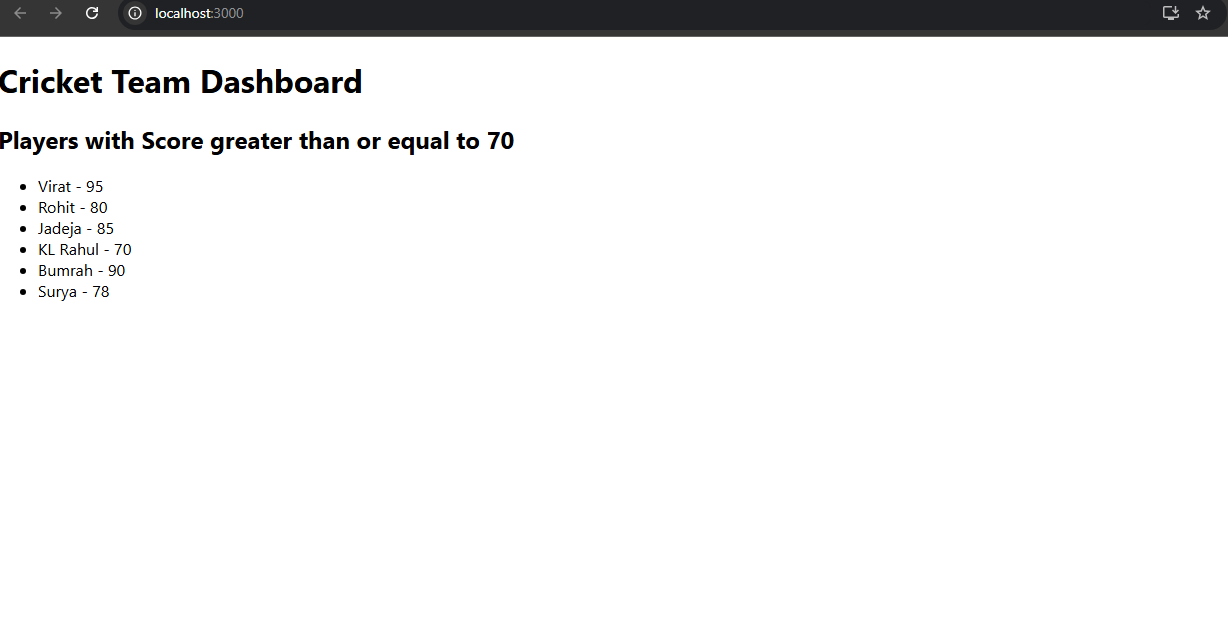 localhost:3000
Cricket Team Dashboard
Players with Score greater than or equal to 70
Virat - 95
Rohit - 80
Jadeja - 85
KL Rahul - 70
Bumrah - 90
Surya - 78